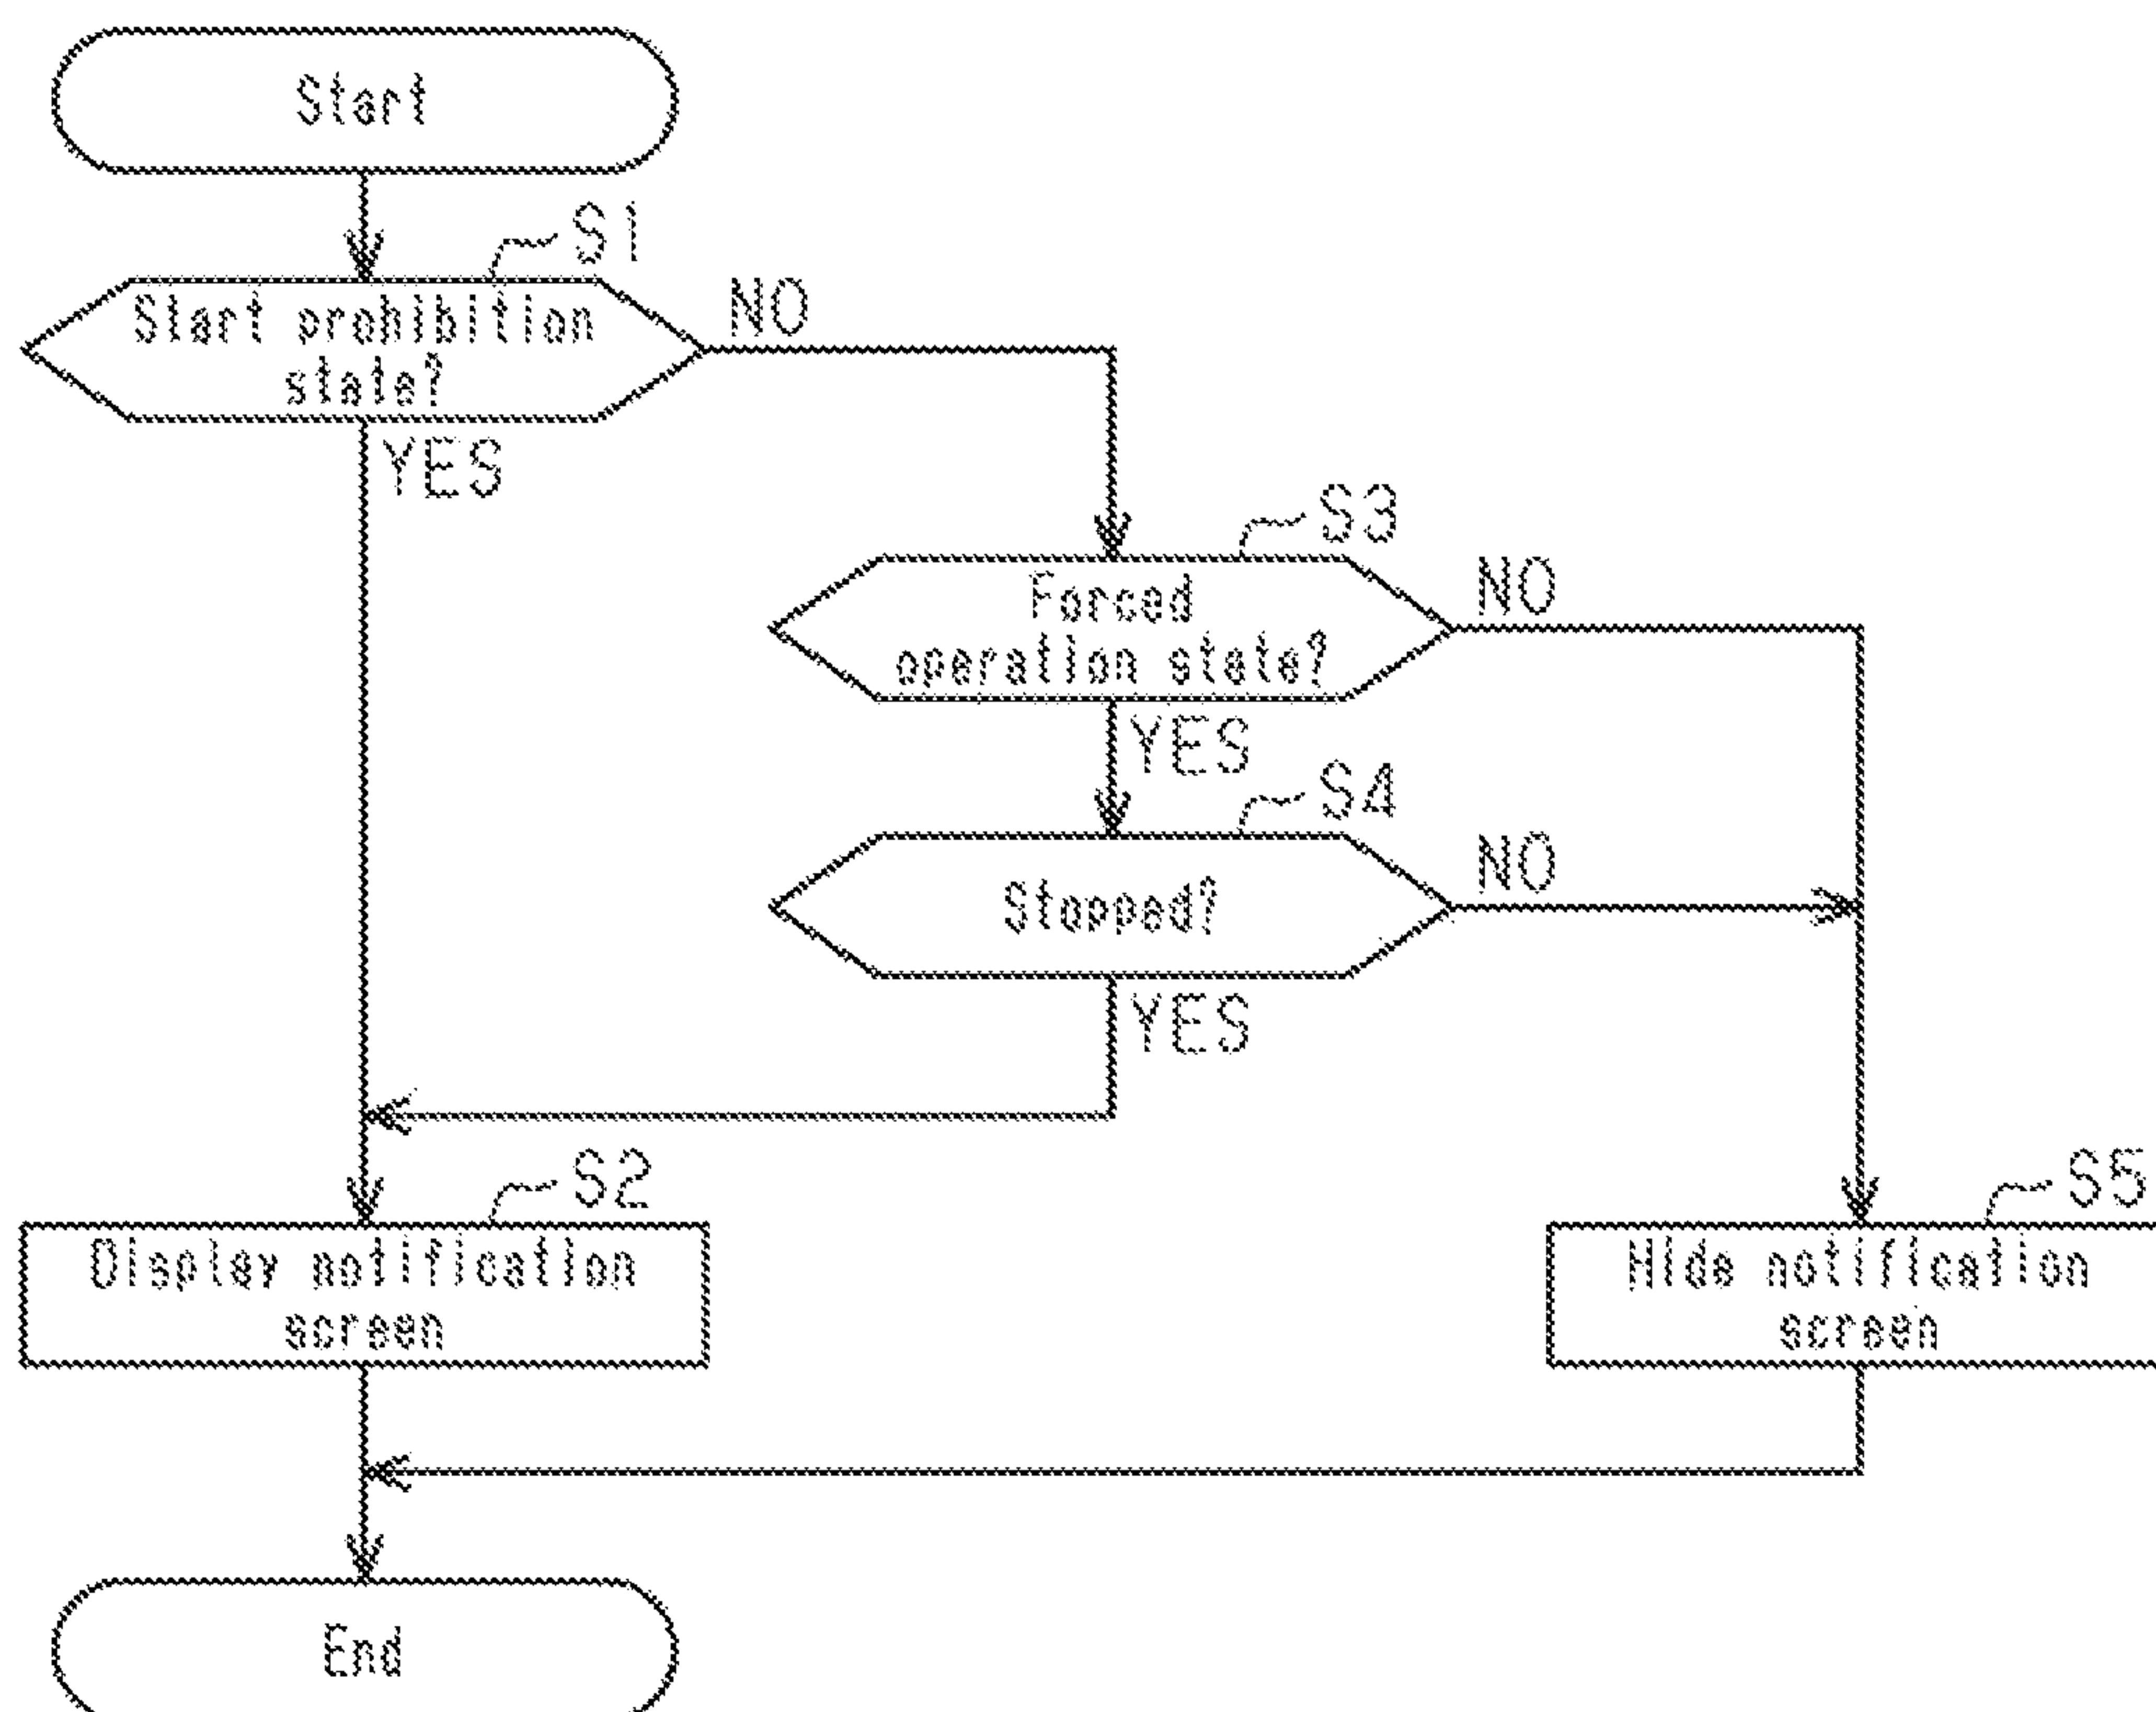 Start
S1
Start prohibition
state?
NO
YES
S3
Forced
operation state?
NO
YES
S4
Stopped?
NO
YES
S2
Display notification
screen
S5
Hide notification
screen
End